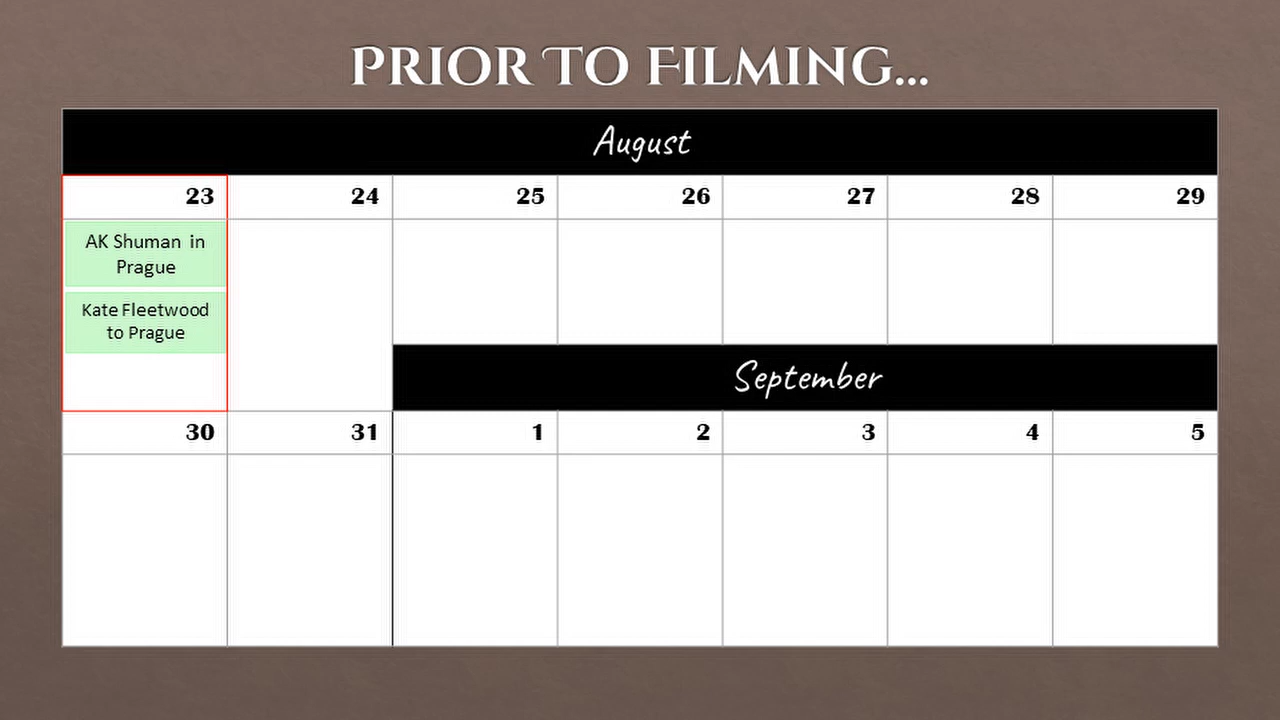 Prior To Filming...
August
23 24 25 26 27 28 29
AK Shuman in
Prague
Kate Fleetwood
to Prague
September
30 31 1 2 3 4 5